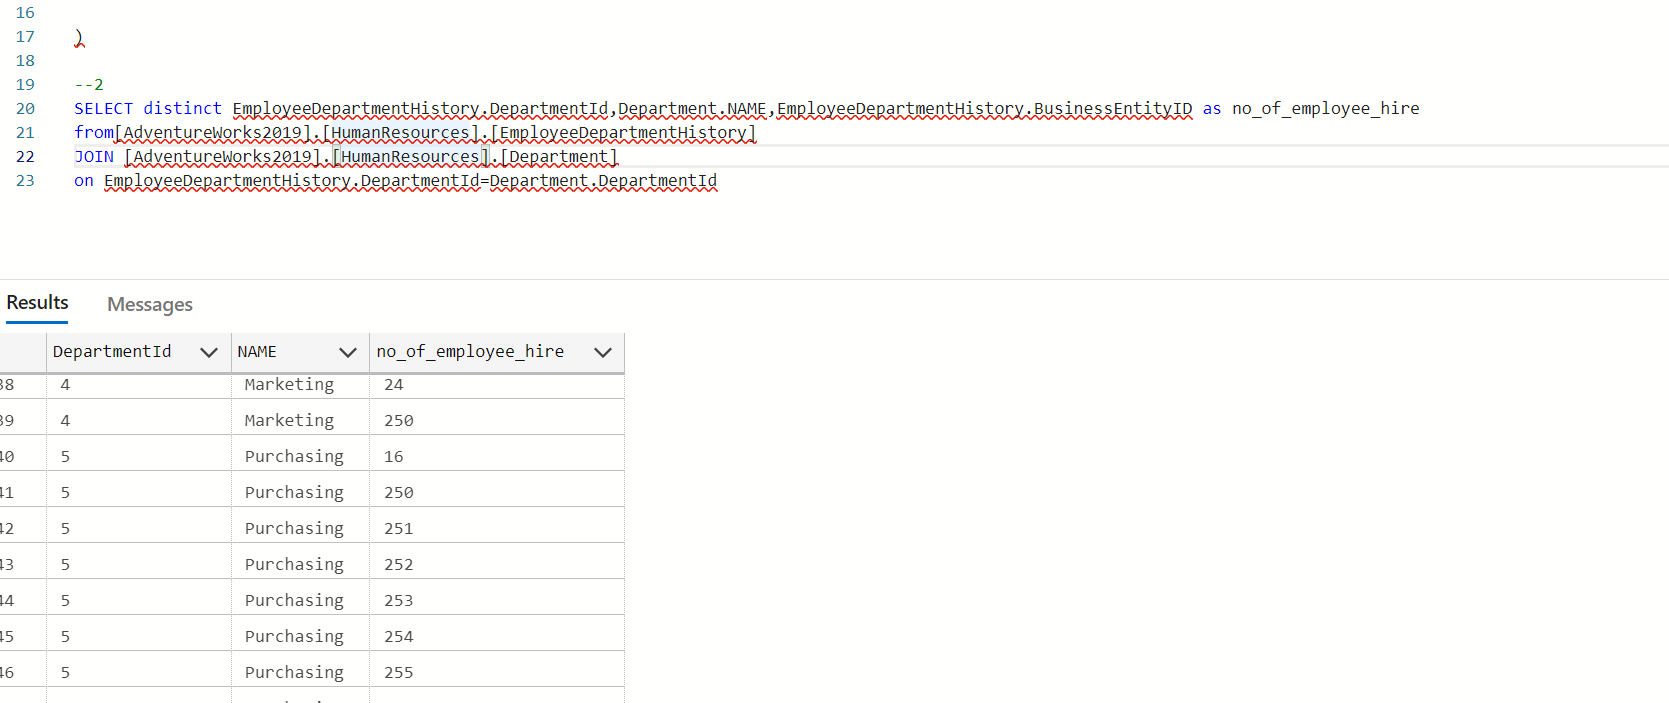 16
17 )
18
19 --2
20 SELECT distinct EmployeeDepartmentHistory.DepartmentId,Department.NAME,EmployeeDepartmentHistory.BusinessEntityID as no_of_employee_hire
21 from[AdventureWorks2019].[HumanResources].[EmployeeDepartmentHistory]
22 JOIN [AdventureWorks2019].[HumanResources].[Department]
23 on EmployeeDepartmentHistory.DepartmentId=Department.DepartmentId
Results Messages
DepartmentId NAME no_of_employee_hire
38 4 Marketing 24
39 4 Marketing 250
40 5 Purchasing 16
41 5 Purchasing 250
42 5 Purchasing 251
43 5 Purchasing 252
44 5 Purchasing 253
45 5 Purchasing 254
46 5 Purchasing 255